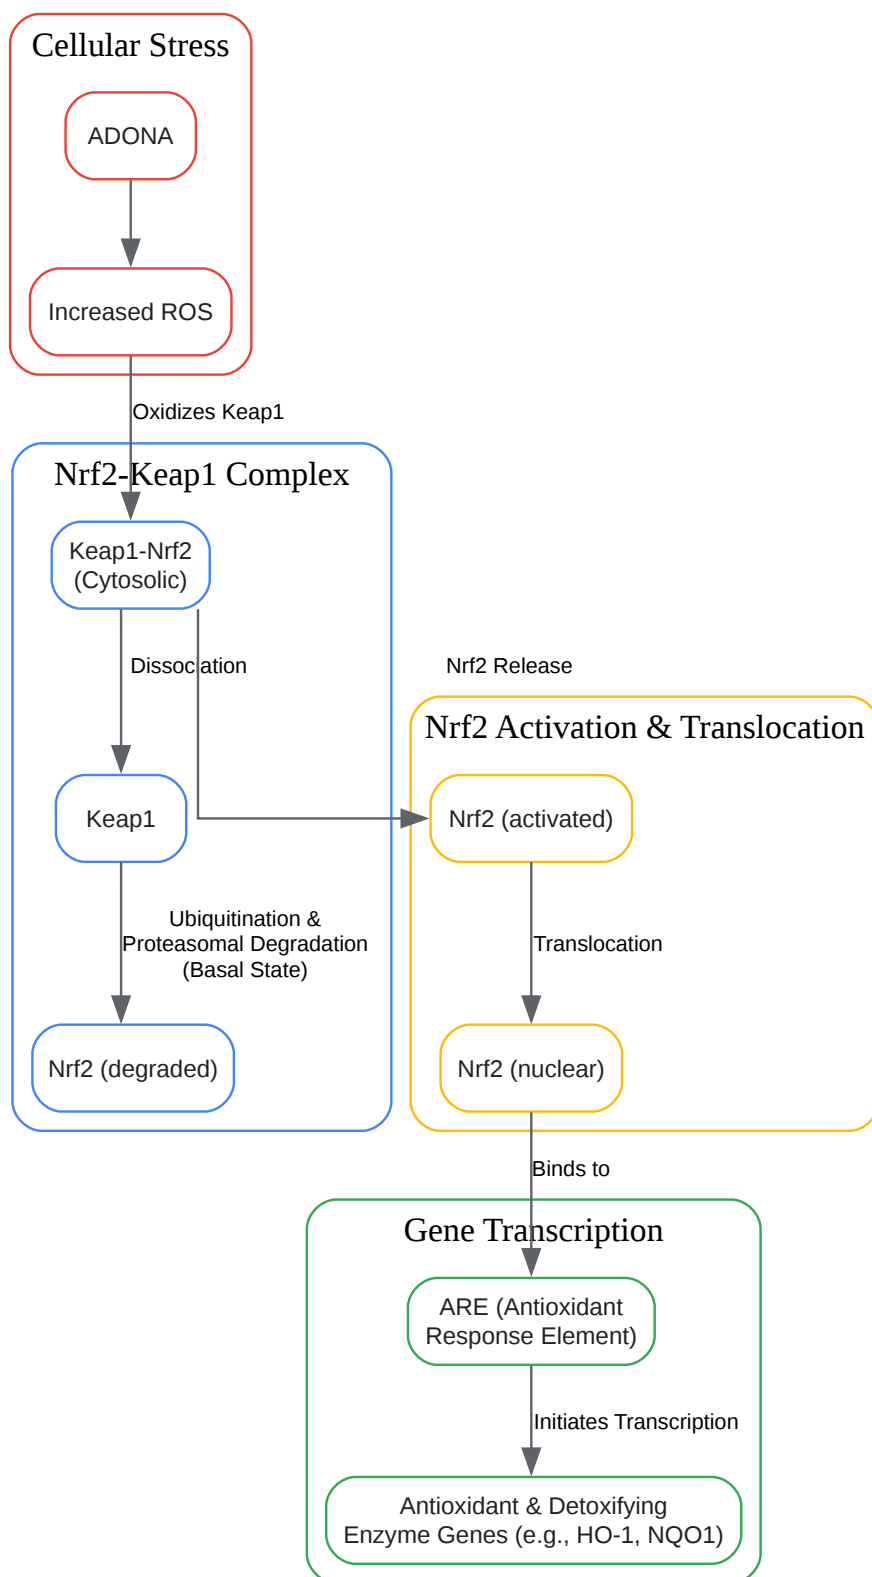 Cellular Stress
ADONA
Increased ROS
Oxidizes Keap1
Nrf2-Keap1 Complex
Keap1-Nrf2
(Cytosolic)
Dissociation
Nrf2 Release
Nrf2 Activation & Translocation
Keap1
Nrf2 (activated)
Ubiquitination &
Proteasomal Degradation
(Basal State)
Translocation
Nrf2 (degraded)
Nrf2 (nuclear)
Binds to
Gene Transcription
ARE (Antioxidant
Response Element)
Initiates Transcription
Antioxidant & Detoxifying
Enzyme Genes (e.g., HO-1, NQO1)